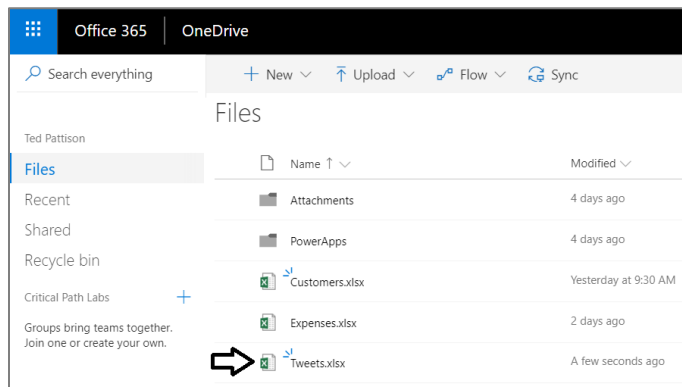 Office 365 OneDrive
Search everything
New Upload Flow Sync
Files
Ted Pattison
Files
Recent
Shared
Recycle bin
Critical Path Labs
Groups bring teams together.
Join one or create your own.
Name Modified
Attachments 4 days ago
PowerApps 4 days ago
Customers.xlsx Yesterday at 9:30 AM
Expenses.xlsx 2 days ago
Tweets.xlsx A few seconds ago